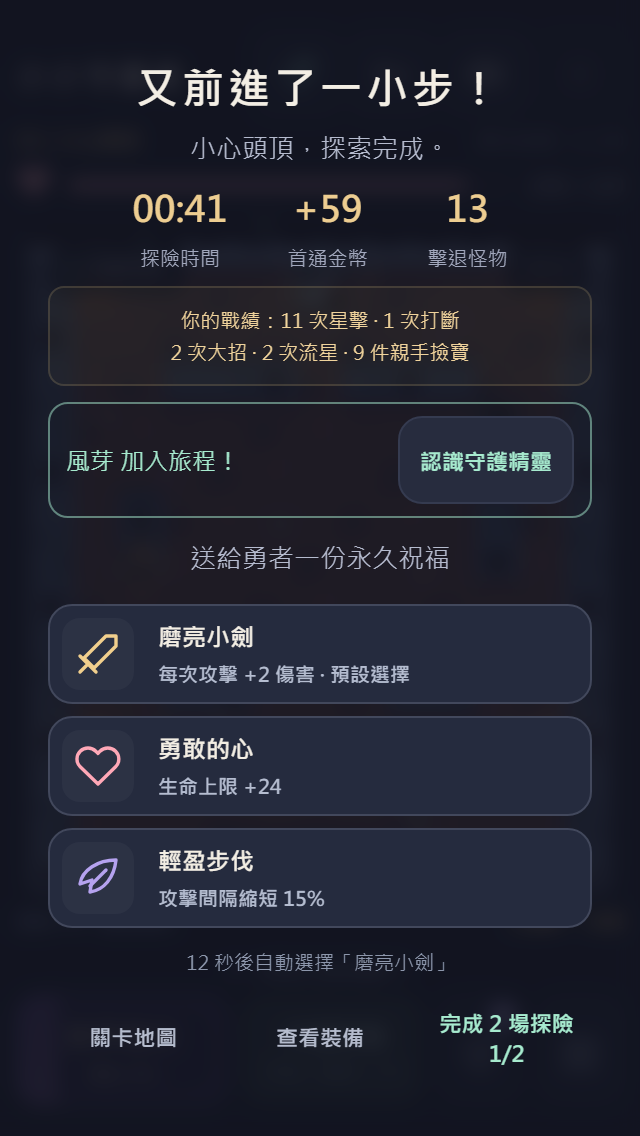 又前進了一小步！
小心頭頂，探索完成。
00:41 +59 13
探險時間 首通金幣 擊退怪物
你的戰績：11 次星擊 · 1 次打斷
2 次大招 · 2 次流星 · 9 件親手撿寶
風芽 加入旅程！ 認識守護精靈
送給勇者一份永久祝福
磨亮小劍
每次攻擊 +2 傷害 · 預設選擇
勇敢的心
生命上限 +24
輕盈步伐
攻擊間隔縮短 15%
12 秒後自動選擇「磨亮小劍」
關卡地圖 查看裝備 完成 2 場探險
1/2